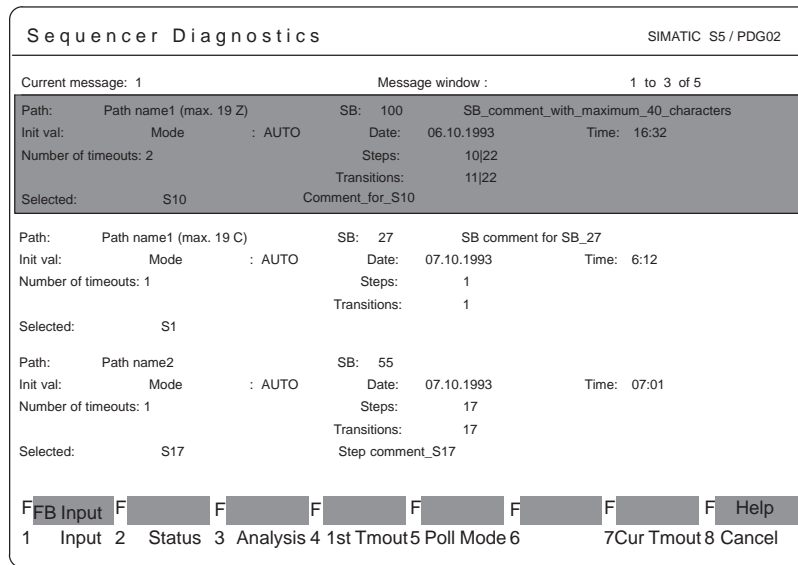 Sequencer Diagnostics SIMATIC S5 / PDG02
Current message: 1 Message window : 1 to 3 of 5
Path: Path name1 (max. 19 Z) SB: 100 SB_comment_with_maximum_40_characters
Init val: Mode : AUTO Date: 06.10.1993 Time: 16:32
Number of timeouts: 2 Steps: 10|22
Transitions: 11|22
Selected: S10 Comment_for_S10
Path: Path name1 (max. 19 C) SB: 27 SB comment for SB_27
Init val: Mode : AUTO Date: 07.10.1993 Time: 6:12
Number of timeouts: 1 Steps: 1
Transitions: 1
Selected: S1
Path: Path name2 SB: 55
Init val: Mode : AUTO Date: 07.10.1993 Time: 07:01
Number of timeouts: 1 Steps: 17
Transitions: 17
Selected: S17 Step comment_S17
F FB Input F F F F F F F Help
1 Input 2 Status 3 Analysis 4 1st Tmout 5 Poll Mode 6 7 Cur Tmout 8 Cancel